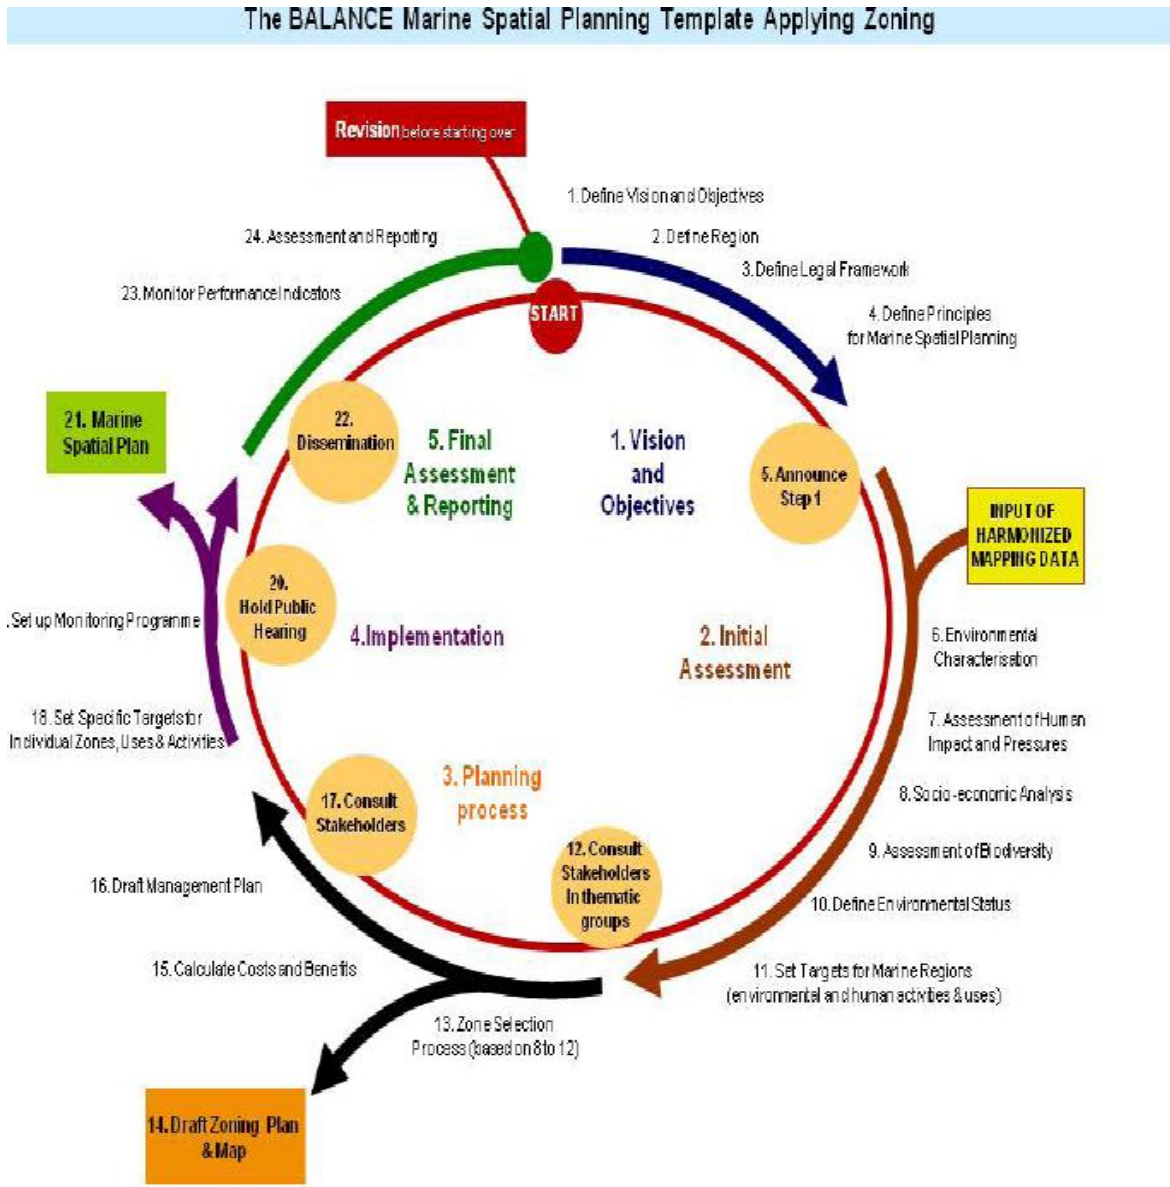 The BALANCE Marine Spatial Planning Template Applying Zoning
Revision before starting over
1. Define Vision and Objectives
24. Assessment and Reporting
2. Define Region
3. Define Legal Framework
23. Monitor Performance Indicators
4. Define Principles
for Marine Spatial Planning
START
21. Marine
Spatial Plan
22.
Dissemination
5. Final
Assessment
& Reporting
1. Vision
and
Objectives
5. Announce
Step 1
INPUT OF
HARMONIZED
MAPPING DATA
20.
Hold Public
Hearing
. Set up Monitoring Programme
4.Implementation
2. Initial
Assessment
6. Environmental
Characterisation
18. Set Specific Targets for
Individual Zones, Uses & Activities
7. Assessment of Human
Impact and Pressures
3. Planning
process
17. Consult
Stakeholders
8. Socio-economic Analysis
12. Consult
Stakeholders
In thematic
groups
9. Assessment of Biodiversity
16. Draft Management Plan
10. Define Environmental Status
15. Calculate Costs and Benefits
11. Set Targets for Marine Regions
(environmental and human activities & uses)
13. Zone Selection
Process (based on 8 to 12)
14. Draft Zoning Plan
& Map